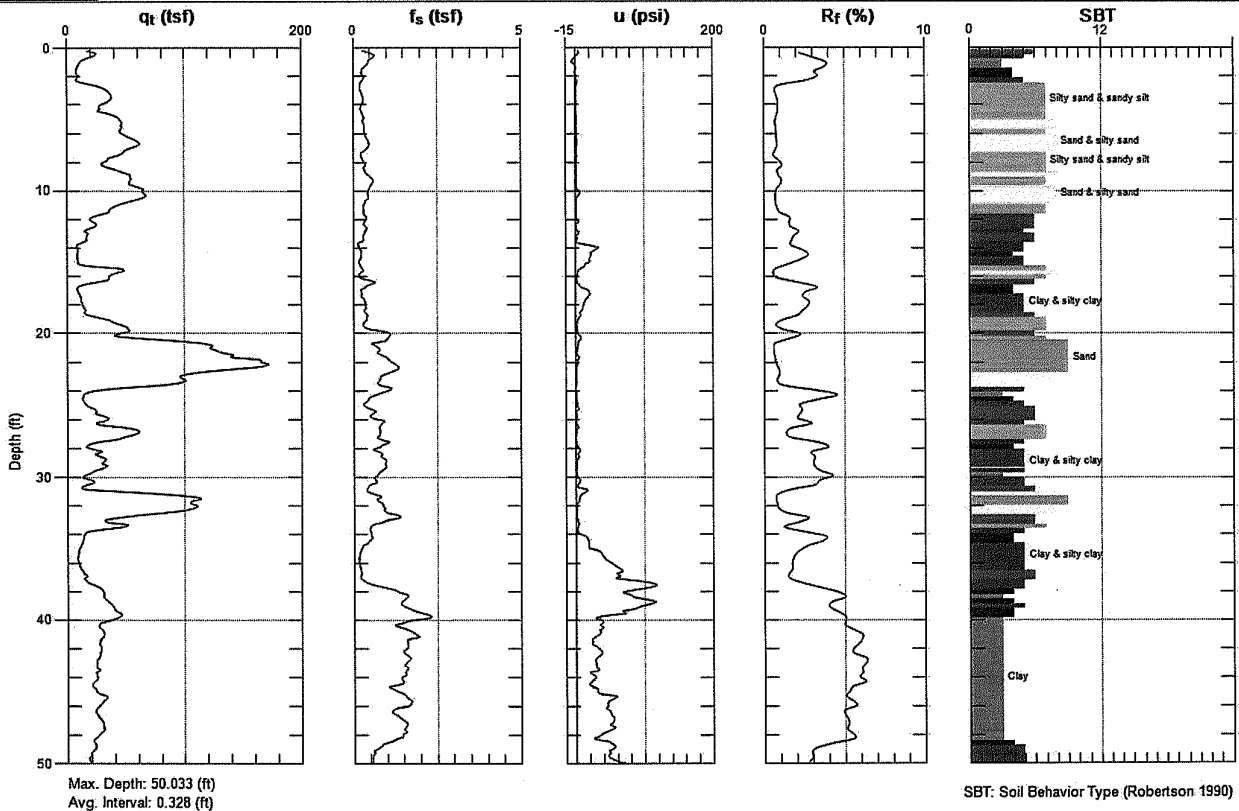 qt (tsf) fs (tsf) u (psi) Rf (%) SBT
0 200 0 5 -15 200 0 10 0 12
0
Silty sand & sandy silt
Sand & silty sand
Silty sand & sandy silt
10
Sand & silty sand
Clay & silty clay
20
Sand
Depth (ft)
Clay & silty clay
30
Clay & silty clay
40
Clay
50
Max. Depth: 50.033 (ft)
Avg. Interval: 0.328 (ft)
SBT: Soil Behavior Type (Robertson 1990)